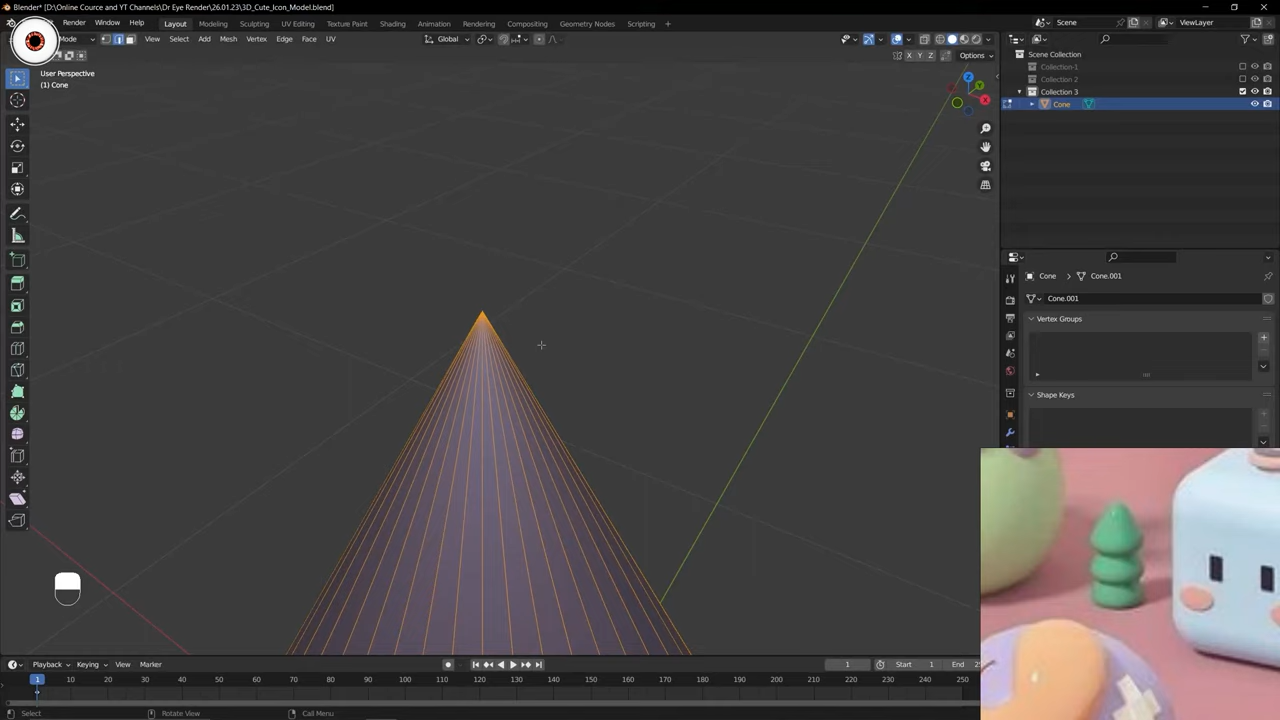 Blender* [D:\Online Cource and YT Channels\Dr Eye Render\26.01.23\3D_Cute_Icon_Model.blend]
Render Window Help Layout Modeling Sculpting UV Editing Texture Paint Shading Animation Rendering Compositing Geometry Nodes Scripting Scene ViewLayer
Mode View Select Add Mesh Vertex Edge Face UV Global
X Y Z Options
User Perspective
(1) Cone
Scene Collection
Collection 1
Collection 2
Collection 3
Cone
Z
Y
X
Cone Cone.001
Cone.001
Vertex Groups
Shape Keys
Playback Keying View Marker 1 Start 1 End
1 10 20 30 40 50 60 70 80 90 100 110 120 130 140 150 160 170 180 190 200 210 220 230 240 250
Select Rotate View Call Menu